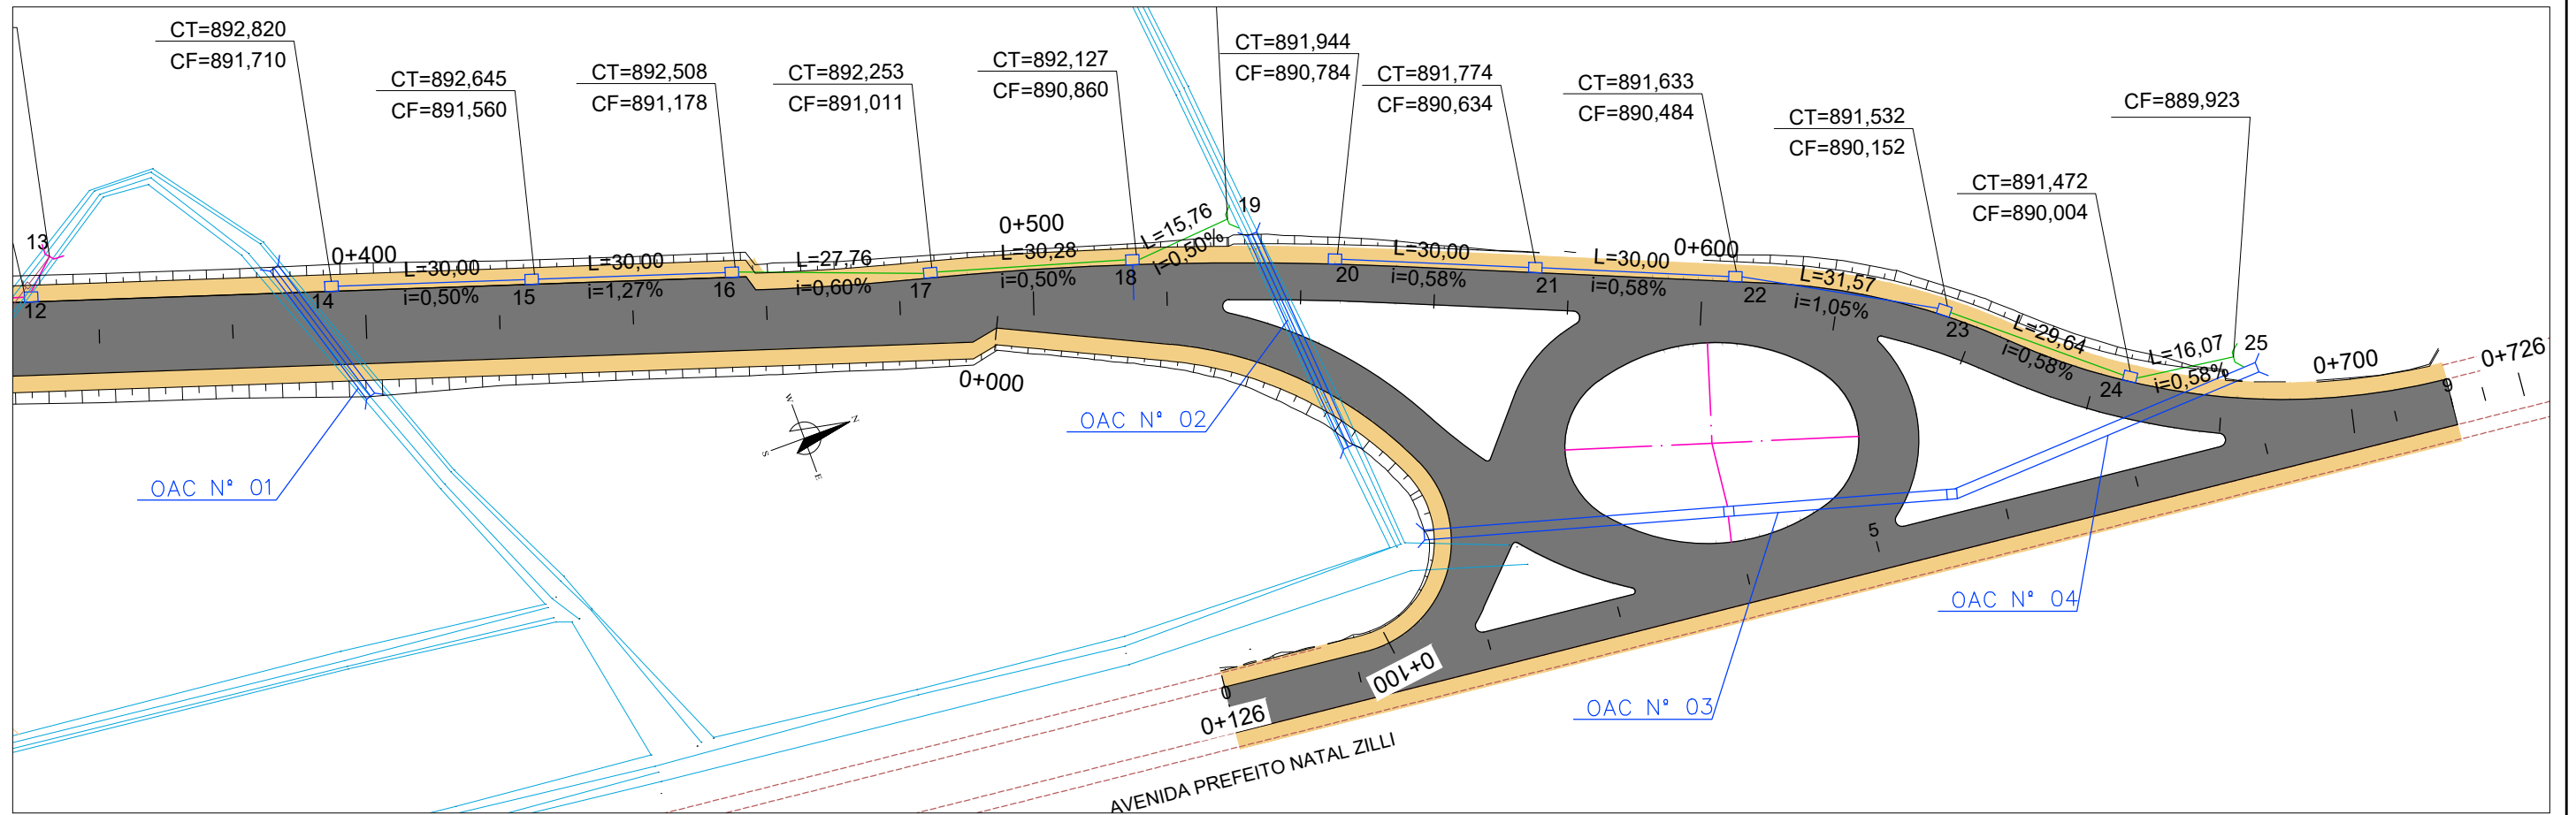 CT=892,820
CF=891,710
CT=892,645
CF=891,560
CT=892,508
CF=891,178
CT=892,253
CF=891,011
CT=892,127
CF=890,860
CT=891,944
CF=890,784
CT=891,774
CF=890,634
CT=891,633
CF=890,484
CT=891,532
CF=890,152
CT=891,472
CF=890,004
CF=889,923
13
12
14
0+400
L=30,00
i=0,50%
15
L=30,00
i=1,27%
16
L=27,76
i=0,60%
17
0+500
L=30,28
i=0,50%
18
L=15,76
i=0,50%
19
20
L=30,00
i=0,58%
21
L=30,00
i=0,58%
0+600
22
L=31,57
i=1,05%
23
L=29,64
i=0,58%
24
L=16,07
i=0,58%
25
0+700
0+726
9
0+000
W
N
S
E
OAC Nº 01
OAC Nº 02
OAC Nº 03
OAC Nº 04
5
0
0+100
0+126
AVENIDA PREFEITO NATAL ZILLI